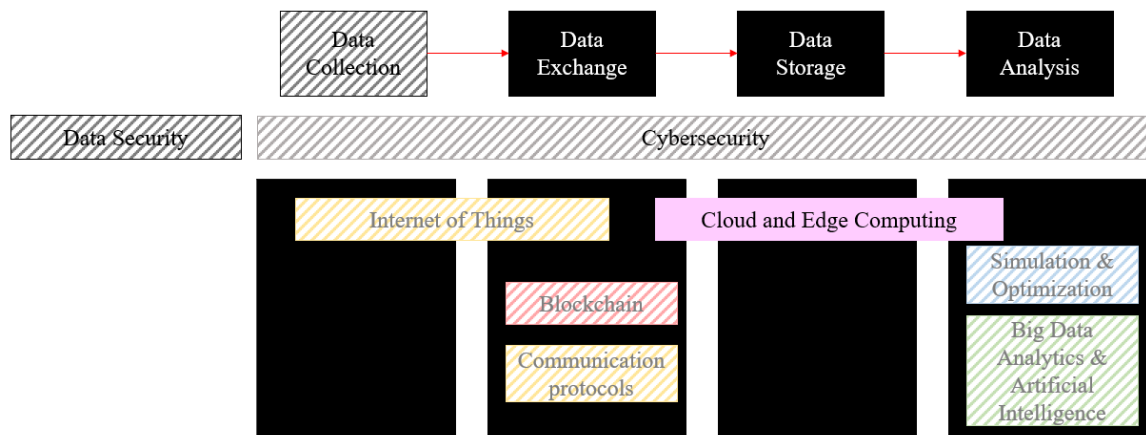 Data
Collection
Data
Exchange
Data
Storage
Data
Analysis
Data Security
Cybersecurity
Internet of Things
Cloud and Edge Computing
Simulation &
Optimization
Blockchain
Communication
protocols
Big Data
Analytics &
Artificial
Intelligence